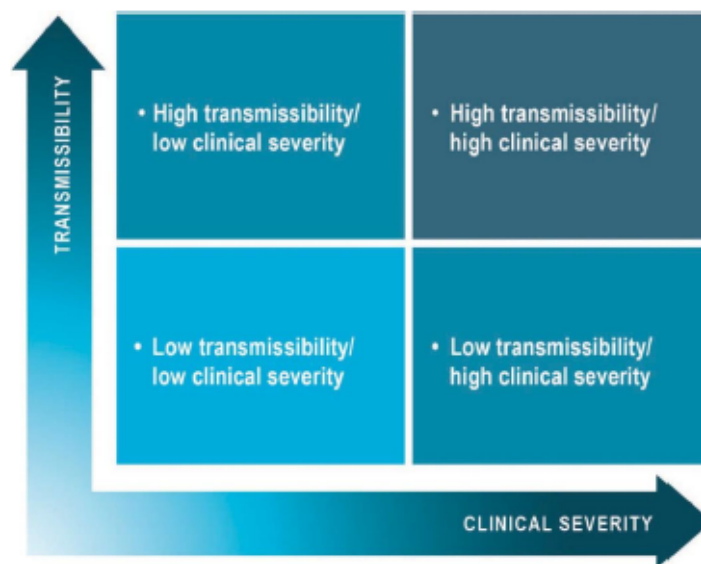 TRANSMISSIBILITY
• High transmissibility/
low clinical severity
• High transmissibility/
high clinical severity
• Low transmissibility/
low clinical severity
• Low transmissibility/
high clinical severity
CLINICAL SEVERITY